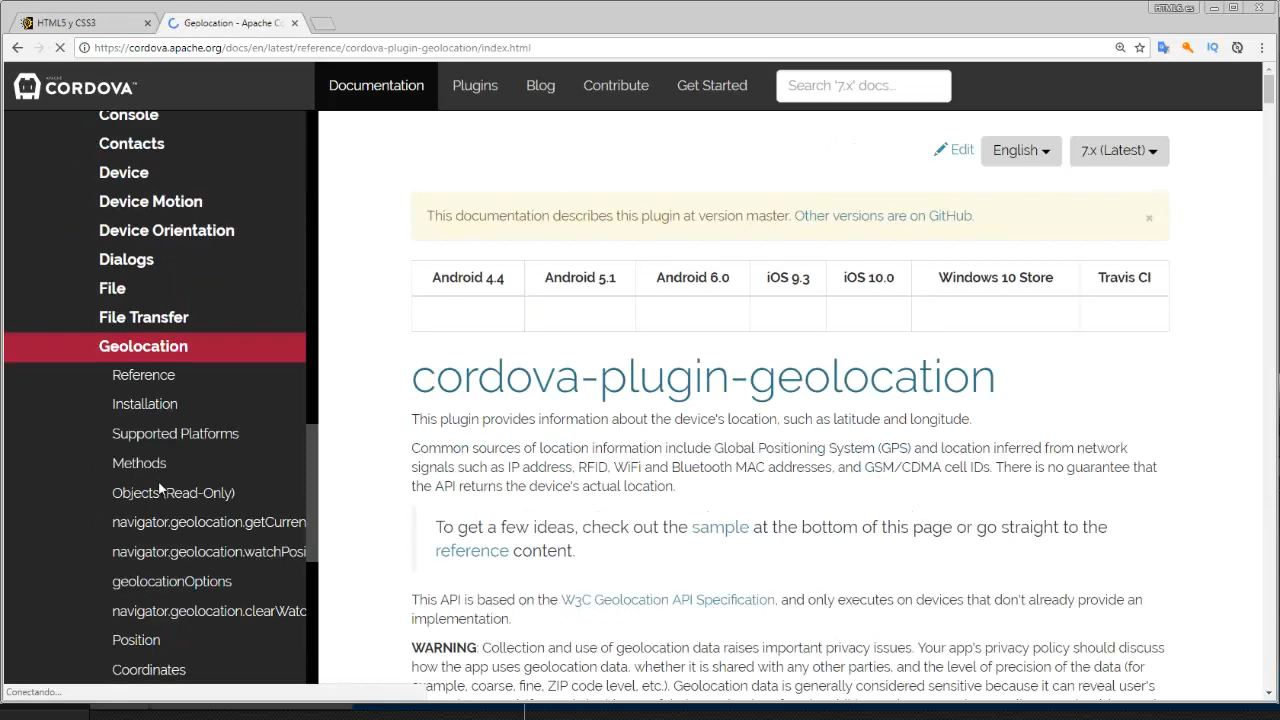 HTML5 y CSS3
Geolocation - Apache Co
HTML6.es
https://cordova.apache.org/docs/en/latest/reference/cordova-plugin-geolocation/index.html
IQ
APACHE
CORDOVA™
Documentation
Plugins
Blog
Contribute
Get Started
Search '7.x' docs...
Console
Contacts
Device
Device Motion
Device Orientation
Dialogs
File
File Transfer
Geolocation
Reference
Installation
Supported Platforms
Methods
Objects (Read-Only)
navigator.geolocation.getCurren
navigator.geolocation.watchPosi
geolocationOptions
navigator.geolocation.clearWatc
Position
Coordinates
Edit
English
7.x (Latest)
This documentation describes this plugin at version master. Other versions are on GitHub. ×
Android 4.4 Android 5.1 Android 6.0 iOS 9.3 iOS 10.0 Windows 10 Store Travis CI
cordova-plugin-geolocation
This plugin provides information about the device's location, such as latitude and longitude.
Common sources of location information include Global Positioning System (GPS) and location inferred from network
signals such as IP address, RFID, WiFi and Bluetooth MAC addresses, and GSM/CDMA cell IDs. There is no guarantee that
the API returns the device's actual location.
To get a few ideas, check out the sample at the bottom of this page or go straight to the
reference content.
This API is based on the W3C Geolocation API Specification, and only executes on devices that don't already provide an
implementation.
WARNING: Collection and use of geolocation data raises important privacy issues. Your app's privacy policy should discuss
how the app uses geolocation data, whether it is shared with any other parties, and the level of precision of the data (for
example, coarse, fine, ZIP code level, etc.). Geolocation data is generally considered sensitive because it can reveal user's
Conectando...